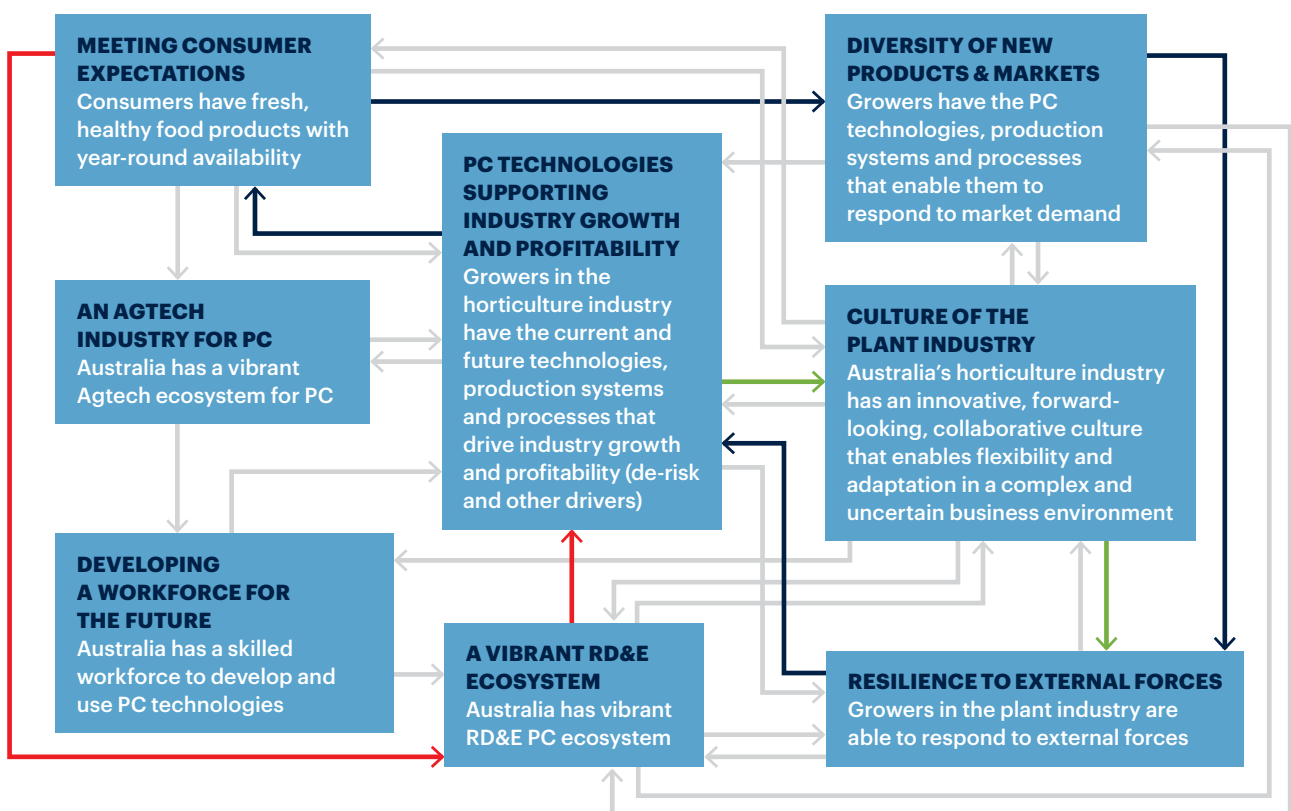 MEETING CONSUMER
EXPECTATIONS
Consumers have fresh,
healthy food products with
year-round availability
DIVERSITY OF NEW
PRODUCTS & MARKETS
Growers have the PC
technologies, production
systems and processes
that enable them to
respond to market demand
PC TECHNOLOGIES
SUPPORTING
INDUSTRY GROWTH
AND PROFITABILITY
Growers in the
horticulture industry
have the current and
future technologies,
production systems
and processes that
drive industry growth
and profitability (de-risk
and other drivers)
AN AGTECH
INDUSTRY FOR PC
Australia has a vibrant
Agtech ecosystem for PC
CULTURE OF THE
PLANT INDUSTRY
Australia’s horticulture industry
has an innovative, forward-
looking, collaborative culture
that enables flexibility and
adaptation in a complex and
uncertain business environment
DEVELOPING
A WORKFORCE FOR
THE FUTURE
Australia has a skilled
workforce to develop and
use PC technologies
A VIBRANT RD&E
ECOSYSTEM
Australia has vibrant
RD&E PC ecosystem
RESILIENCE TO EXTERNAL FORCES
Growers in the plant industry are
able to respond to external forces